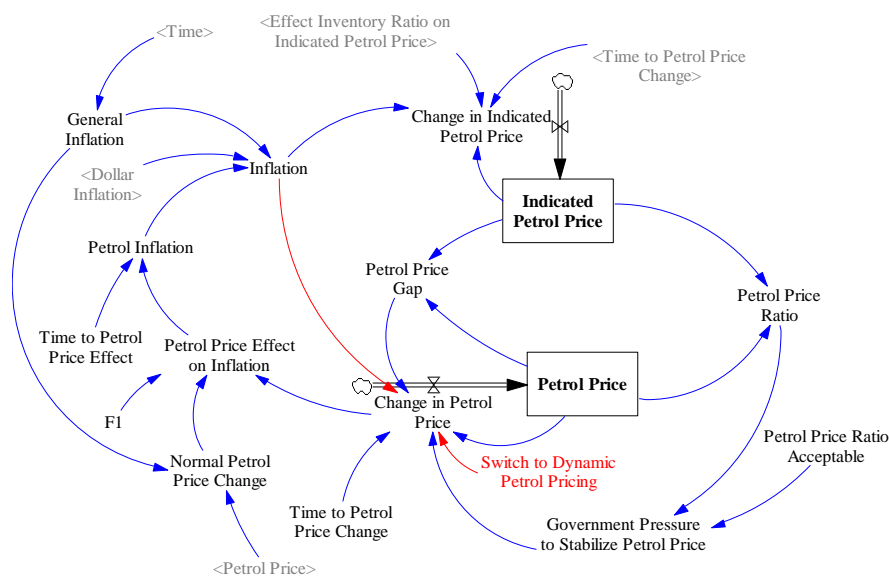 <Effect Inventory Ratio on
Indicated Petrol Price>
<Time>
<Time to Petrol Price
Change>
General
Inflation
Change in Indicated
Petrol Price
<Dollar
Inflation>
Inflation
Indicated
Petrol Price
Petrol Inflation
Petrol Price
Gap
Petrol Price
Ratio
Time to Petrol
Price Effect
Petrol Price Effect
on Inflation
Petrol Price
Change in Petrol
Price
F1
Petrol Price Ratio
Acceptable
Normal Petrol
Price Change
Switch to Dynamic
Petrol Pricing
Time to Petrol
Price Change
Government Pressure
to Stabilize Petrol Price
<Petrol Price>